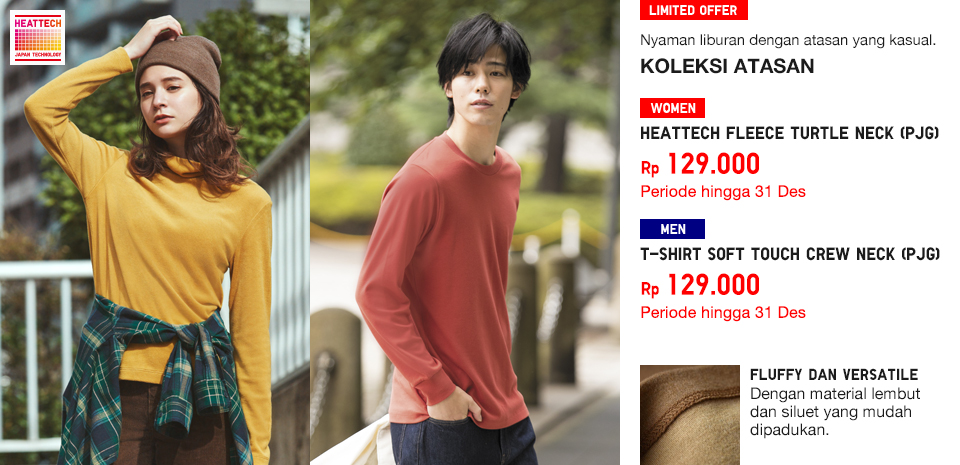 HEATTECH
JAPAN TECHNOLOGY
LIMITED OFFER
Nyaman liburan dengan atasan yang kasual.
KOLEKSI ATASAN
WOMEN
HEATTECH FLEECE TURTLE NECK (PJG)
Rp 129.000
Periode hingga 31 Des
MEN
T-SHIRT SOFT TOUCH CREW NECK (PJG)
Rp 129.000
Periode hingga 31 Des
FLUFFY DAN VERSATILE
Dengan material lembut
dan siluet yang mudah
dipadukan.